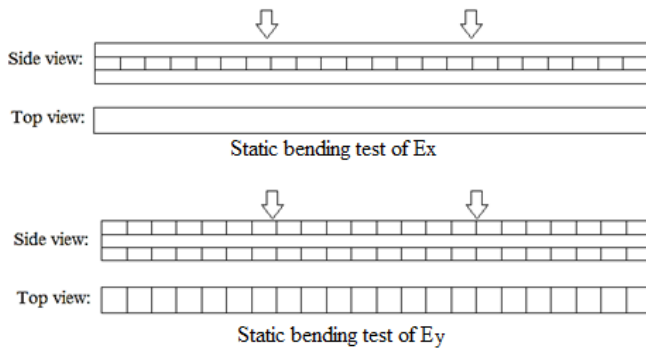 Side view:
Top view:
Static bending test of Ex
Side view:
Top view:
Static bending test of Ey